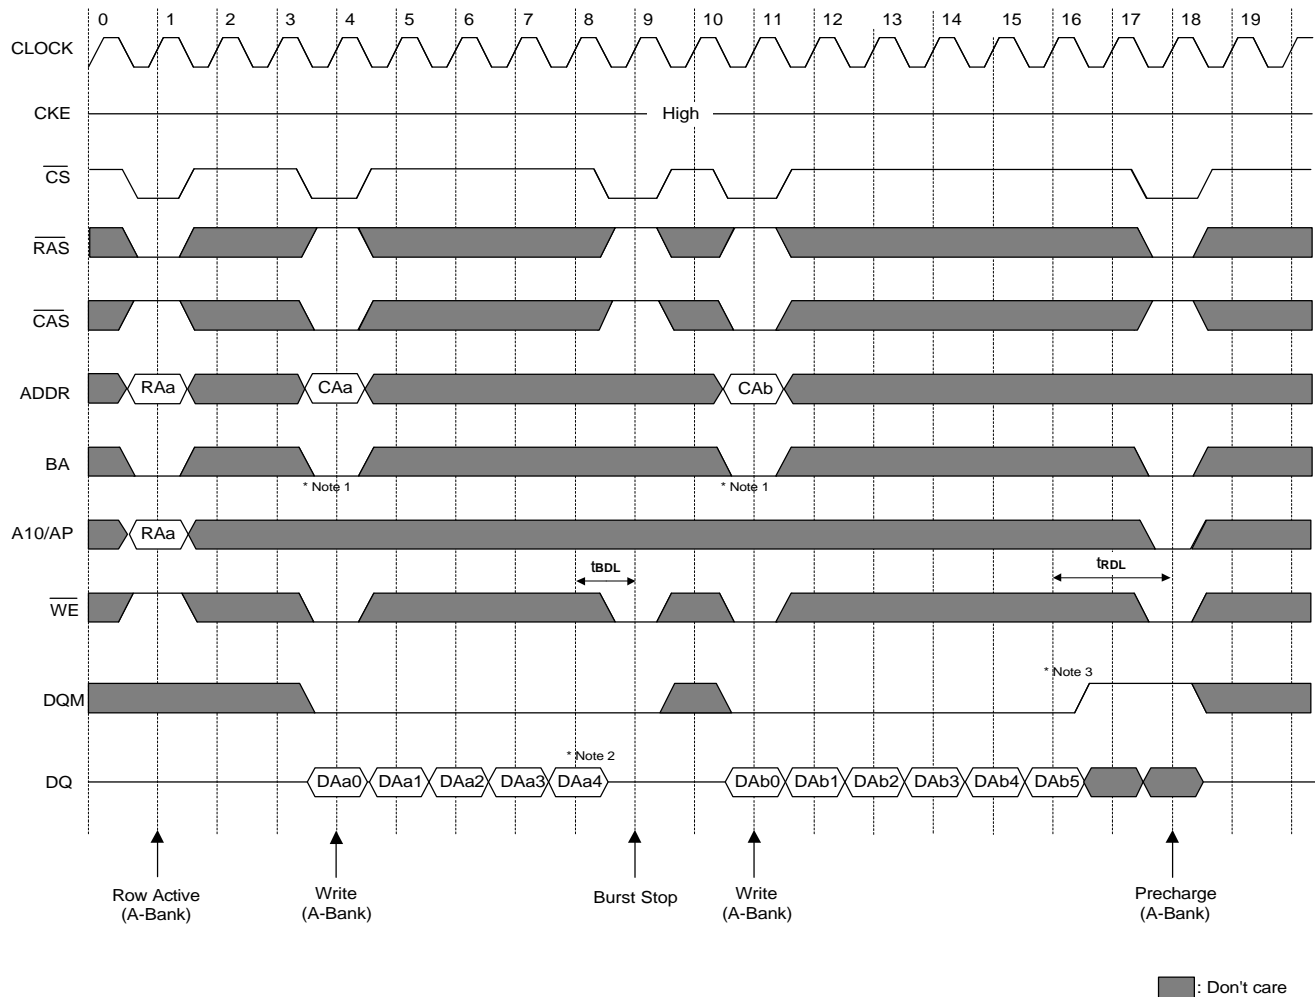 0 1 2 3 4 5 6 7 8 9 10 11 12 13 14 15 16 17 18 19
CLOCK
CKE High
CS
RAS
CAS
ADDR RAa CAa CAb
BA
* Note 1 * Note 1
A10/AP RAa
tBDL tRDL
WE
* Note 3
DQM
* Note 2
DQ DAa0 DAa1 DAa2 DAa3 DAa4 DAb0 DAb1 DAb2 DAb3 DAb4 DAb5
Row Active Write Burst Stop Write Precharge
(A-Bank) (A-Bank) (A-Bank) (A-Bank)
: Don't care